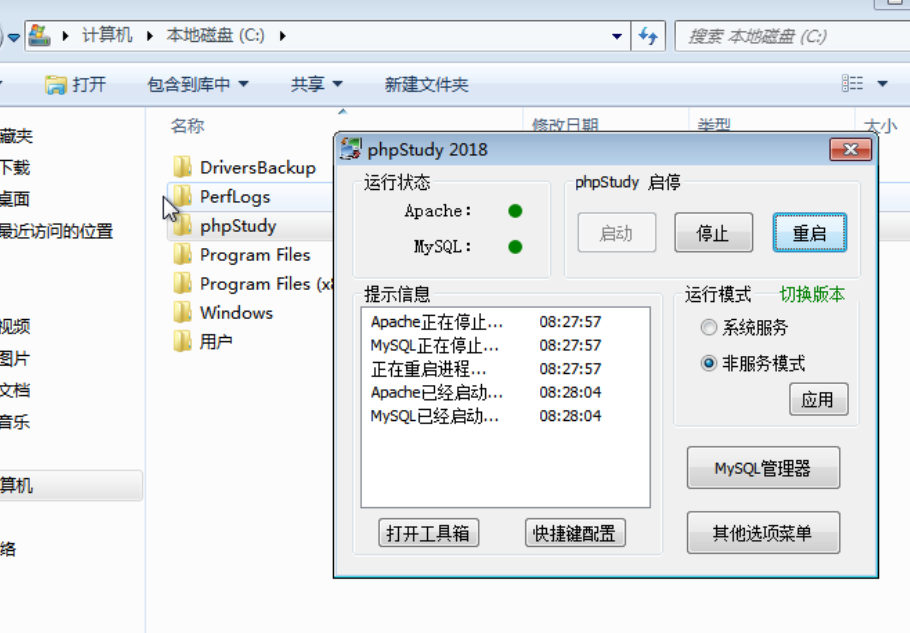 计算机 本地磁盘 (C:)
搜索 本地磁盘 (C:)
打开 包含到库中 共享 新建文件夹
名称 修改日期 类型 大小
藏夹
下载
桌面
最近访问的位置
视频
图片
文档
音乐
算机
络
DriversBackup
PerfLogs
phpStudy
Program Files
Program Files (x8
Windows
用户
phpStudy 2018
运行状态
Apache:
MySQL:
phpStudy 启停
启动 停止 重启
提示信息
Apache正在停止... 08:27:57
MySQL正在停止... 08:27:57
正在重启进程... 08:27:57
Apache已经启动... 08:28:04
MySQL已经启动... 08:28:04
打开工具箱 快捷键配置
运行模式 切换版本
系统服务
非服务模式
应用
MySQL管理器
其他选项菜单